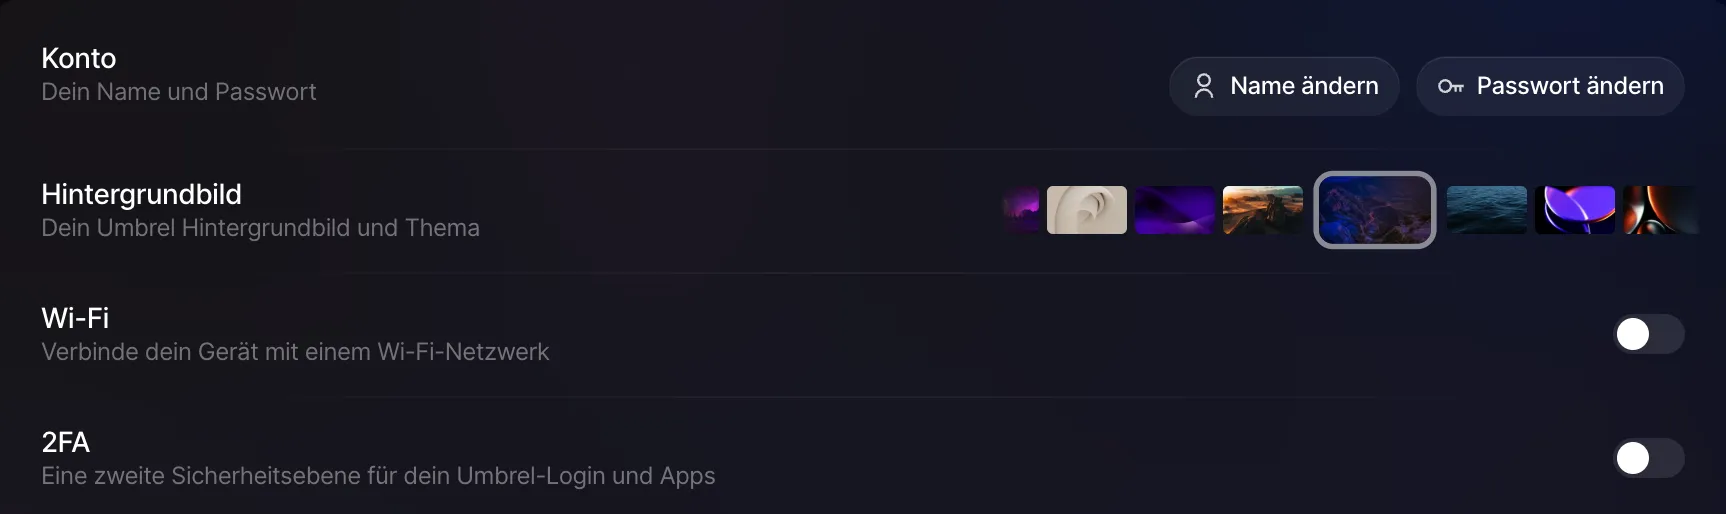 Konto
Dein Name und Passwort
Name ändern
Passwort ändern
Hintergrundbild
Dein Umbrel Hintergrundbild und Thema
Wi-Fi
Verbinde dein Gerät mit einem Wi-Fi-Netzwerk
2FA
Eine zweite Sicherheitsebene für dein Umbrel-Login und Apps